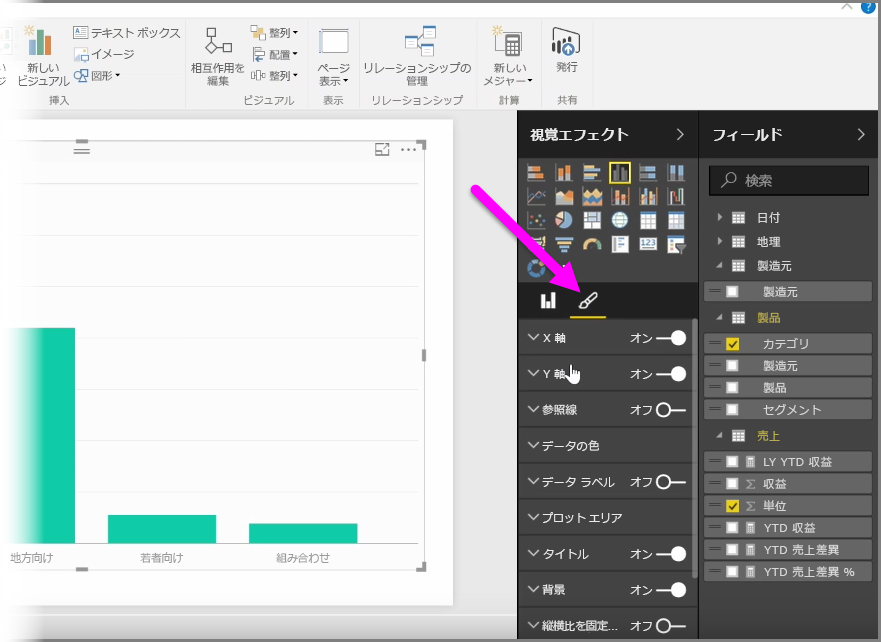 ?
テキスト ボックス
整列
イメージ
配置
新しい
ビジュアル
図形
相互作用を
編集
整列
ページ
表示
リレーションシップの
管理
新しい
メジャー
発行
挿入
ビジュアル
表示
リレーションシップ
計算
共有
視覚エフェクト
フィールド
検索
123
日付
地理
製造元
製造元
製品
カテゴリ
製造元
製品
セグメント
売上
LY YTD 収益
収益
単位
YTD 収益
YTD 売上差異
YTD 売上差異 %
X 軸 オン
Y 軸 オン
参照線 オフ
データの色
データ ラベル オフ
プロット エリア
タイトル オン
背景 オン
縦横比を固定... オフ
地方向け
若者向け
組み合わせ